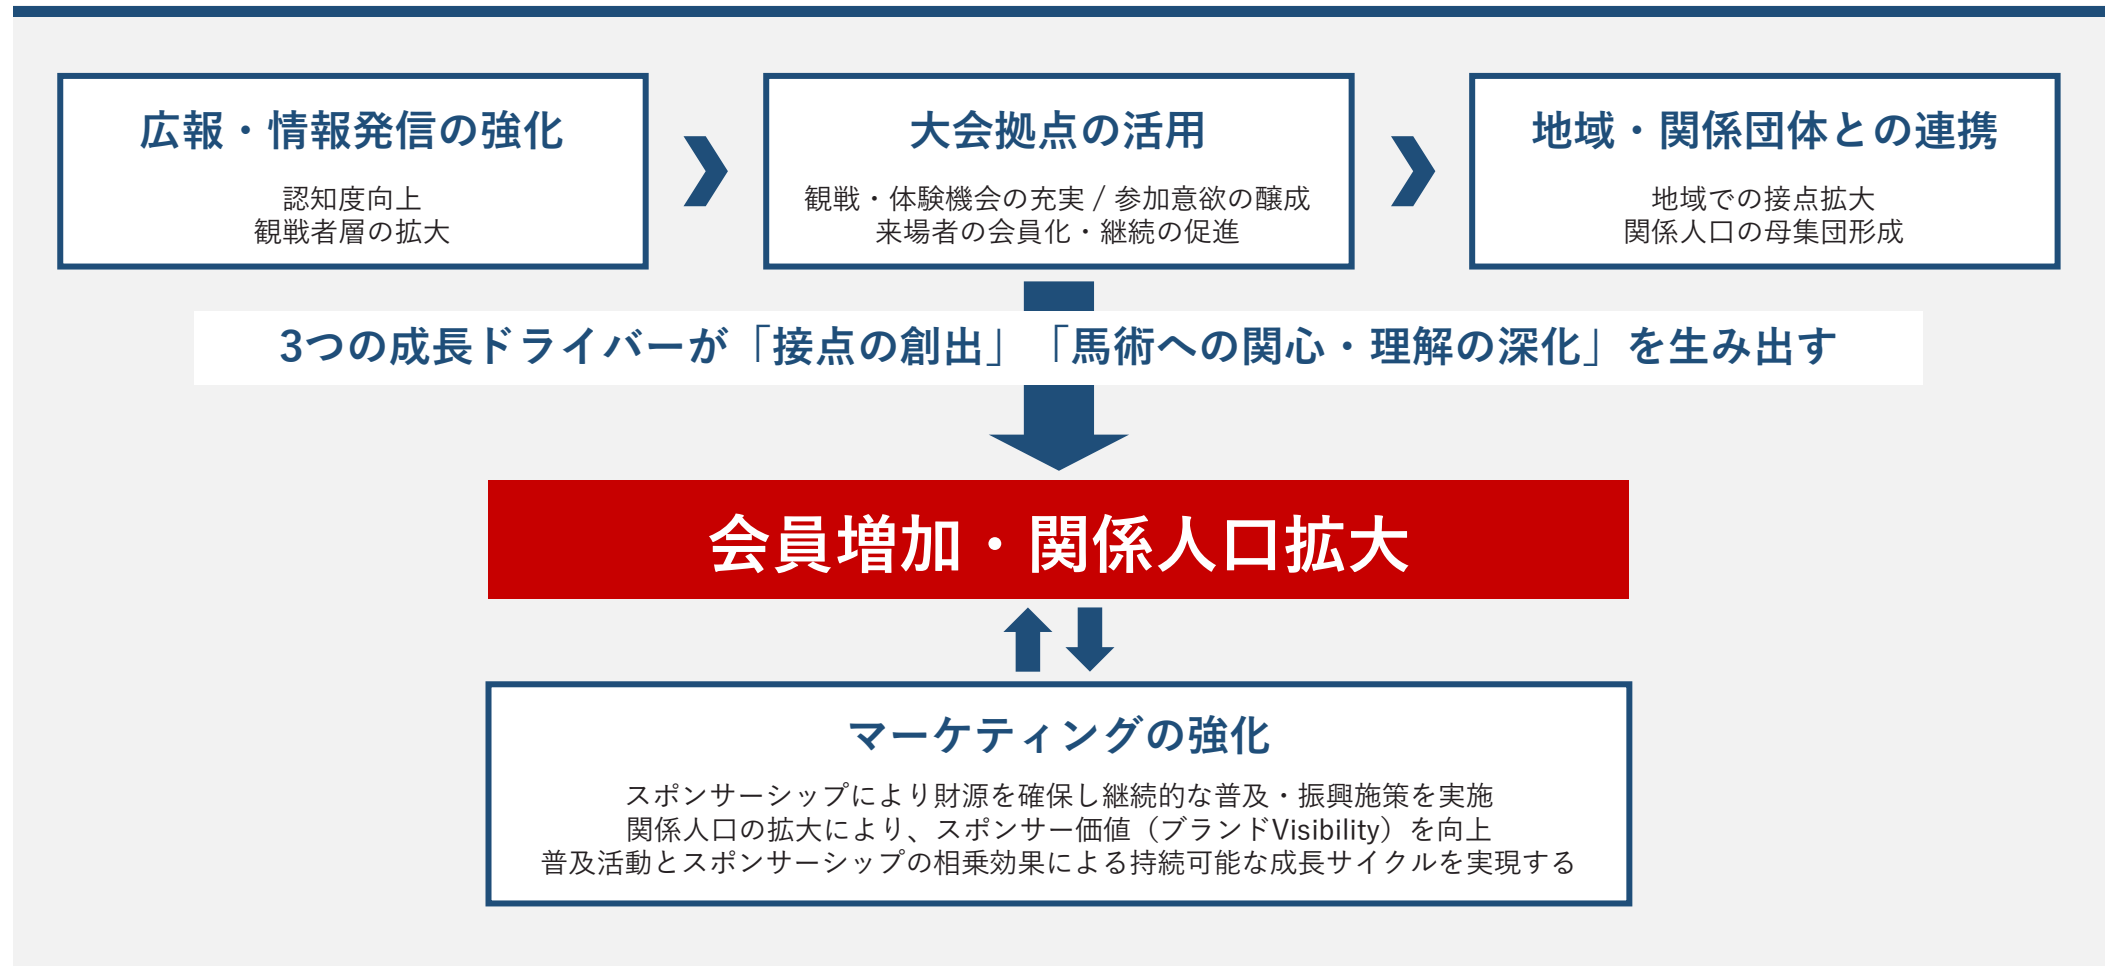 広報・情報発信の強化
認知度向上
観戦者層の拡大
大会拠点の活用
観戦・体験機会の充実 / 参加意欲の醸成
来場者の会員化・継続の促進
地域・関係団体との連携
地域での接点拡大
関係人口の母集団形成
3つの成長ドライバーが「接点の創出」「馬術への関心・理解の深化」を生み出す
会員増加・関係人口拡大
マーケティングの強化
スポンサーシップにより財源を確保し継続的な普及・振興施策を実施
関係人口の拡大により、スポンサー価値（ブランドVisibility）を向上
普及活動とスポンサーシップの相乗効果による持続可能な成長サイクルを実現する